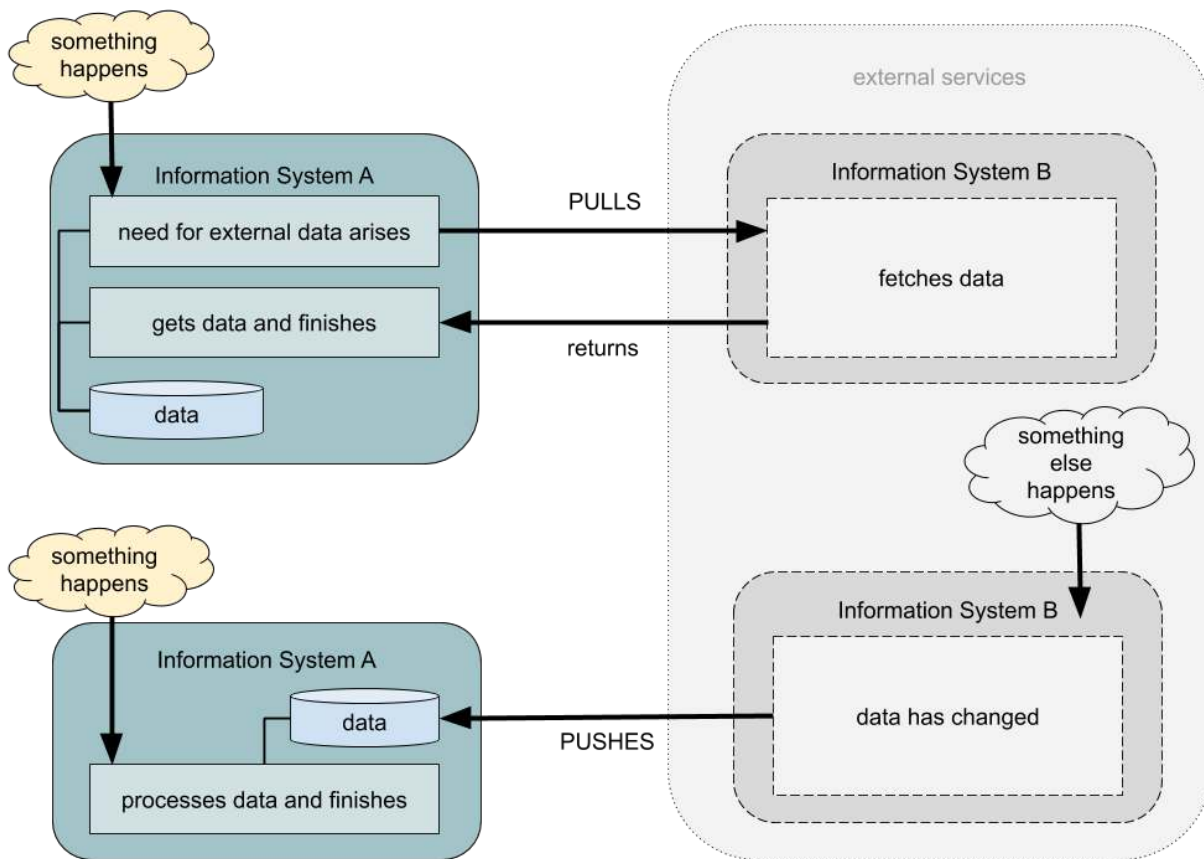 something
happens
external services
Information System A
Information System B
need for external data arises
PULLS
fetches data
gets data and finishes
returns
data
something
else
happens
something
happens
Information System B
Information System A
data
data has changed
PUSHES
processes data and finishes